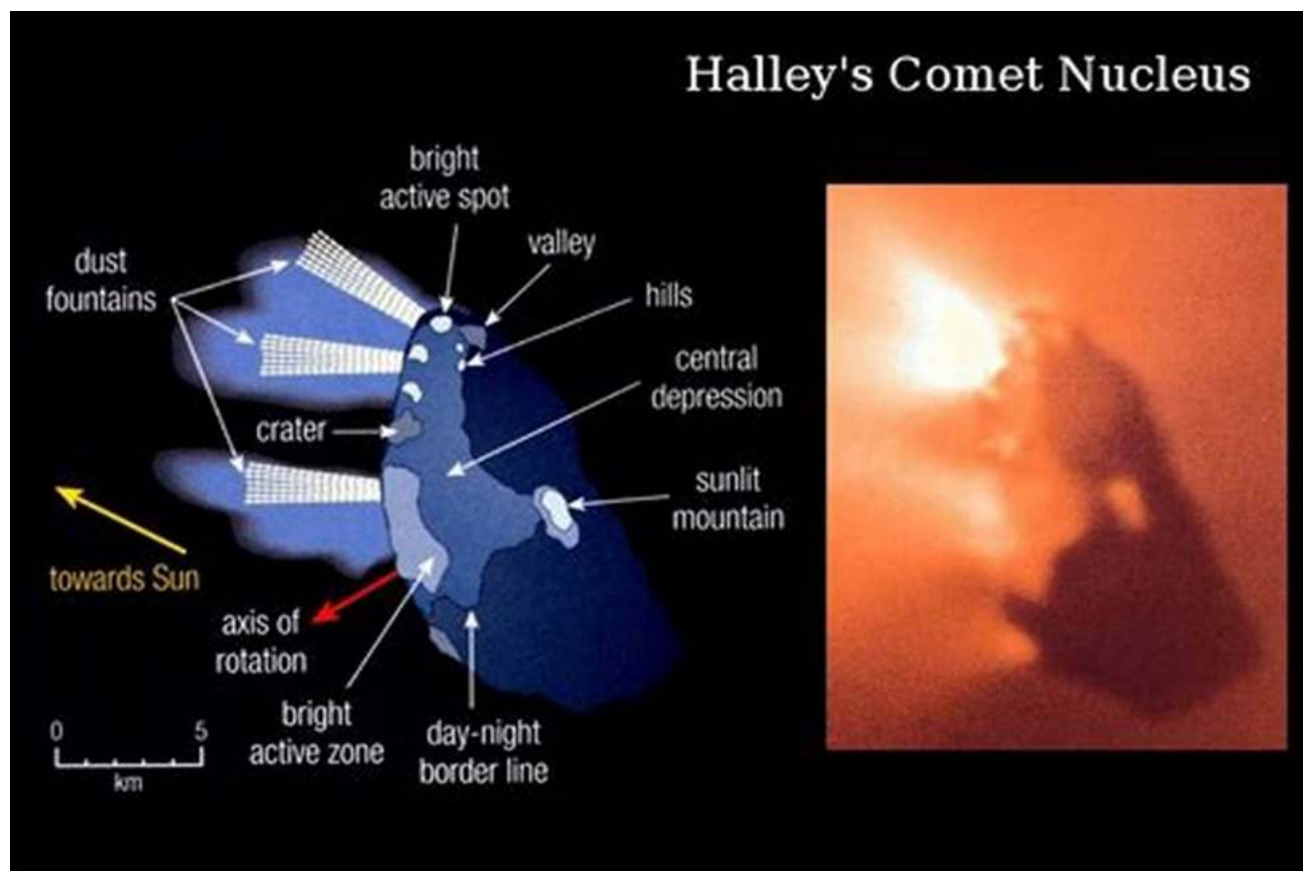 Halley's Comet Nucleus
bright
active spot
valley
dust
fountains
hills
central
depression
crater
sunlit
mountain
towards Sun
axis of
rotation
bright
active zone
day-night
border line
0 5
km